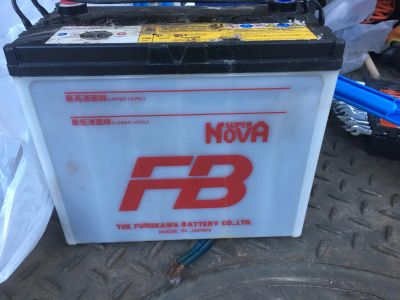 最高液面線(UPPER LEVEL)
最低液面線(LOWER LEVEL)
SUPER
NOVA
FB
THE FURUKAWA BATTERY CO.,LTD.
MADE IN JAPAN